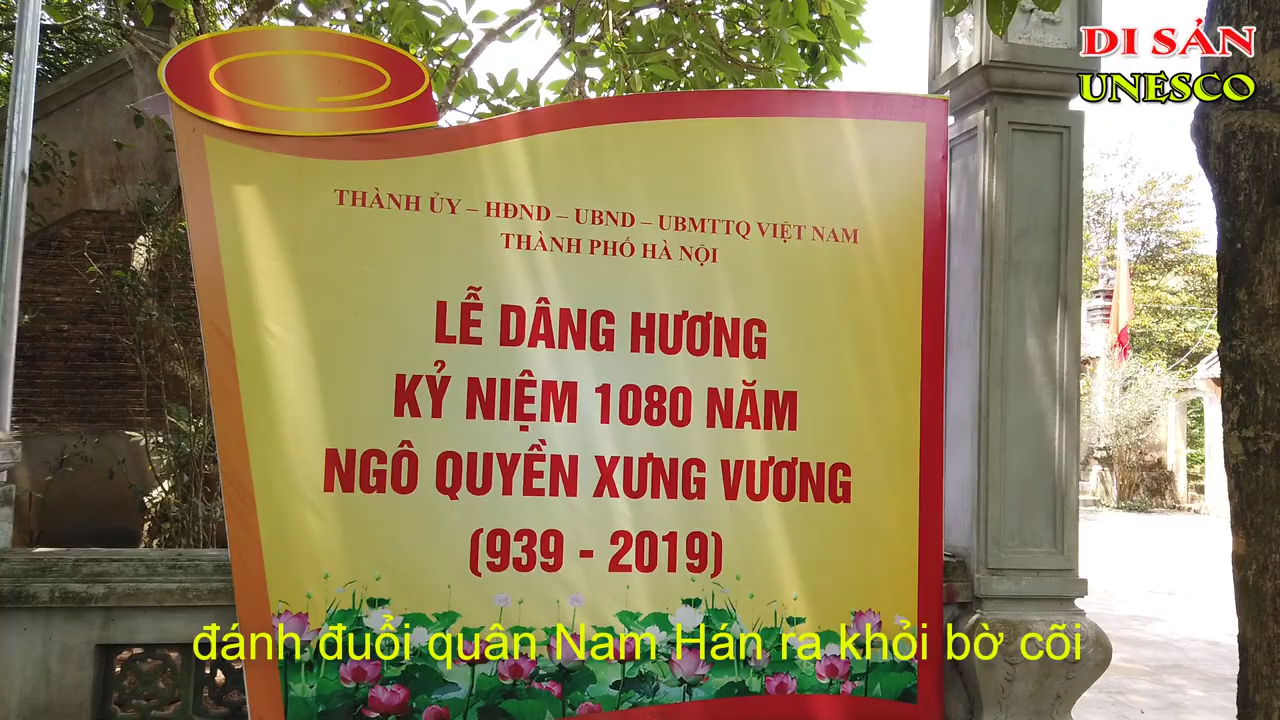 DI SẢN
UNESCO
THÀNH ỦY – HĐND – UBND – UBMTTQ VIỆT NAM
THÀNH PHỐ HÀ NỘI
LỄ DÂNG HƯƠNG
KỶ NIỆM 1080 NĂM
NGÔ QUYỀN XƯNG VƯƠNG
(939 - 2019)
đánh đuổi quân Nam Hán ra khỏi bờ cõi